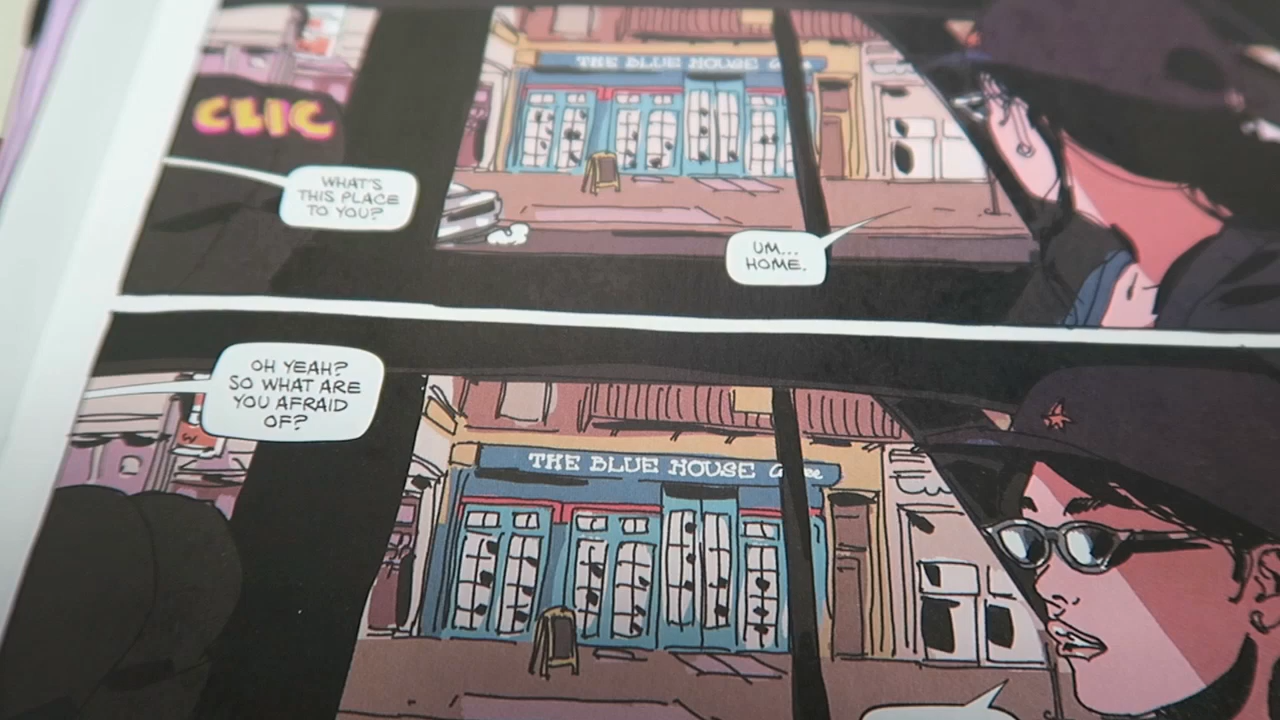 CLIC
THE BLUE HOUSE
WHAT'S
THIS PLACE
TO YOU?
UM...
HOME.
OH YEAH?
SO WHAT ARE
YOU AFRAID
OF?
THE BLUE HOUSE